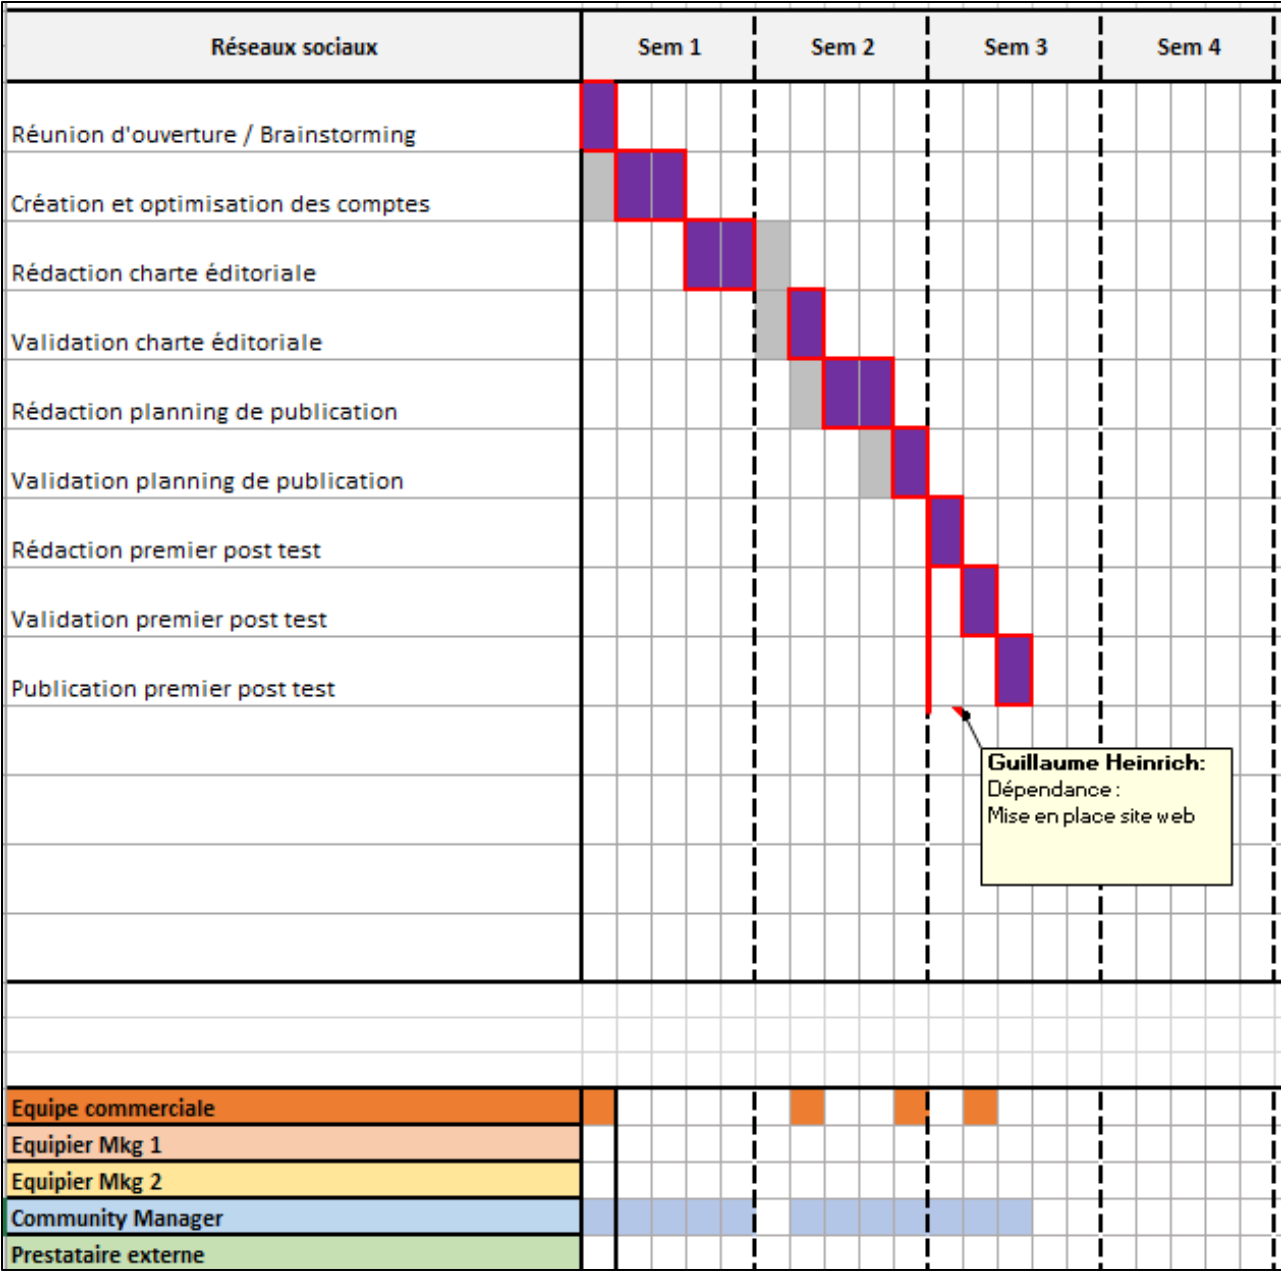 Réseaux sociaux Sem 1 Sem 2 Sem 3 Sem 4
Réunion d'ouverture / Brainstorming
Création et optimisation des comptes
Rédaction charte éditoriale
Validation charte éditoriale
Rédaction planning de publication
Validation planning de publication
Rédaction premier post test
Validation premier post test
Publication premier post test
Guillaume Heinrich:
Dépendance :
Mise en place site web
Equipe commerciale
Equipier Mkg 1
Equipier Mkg 2
Community Manager
Prestataire externe